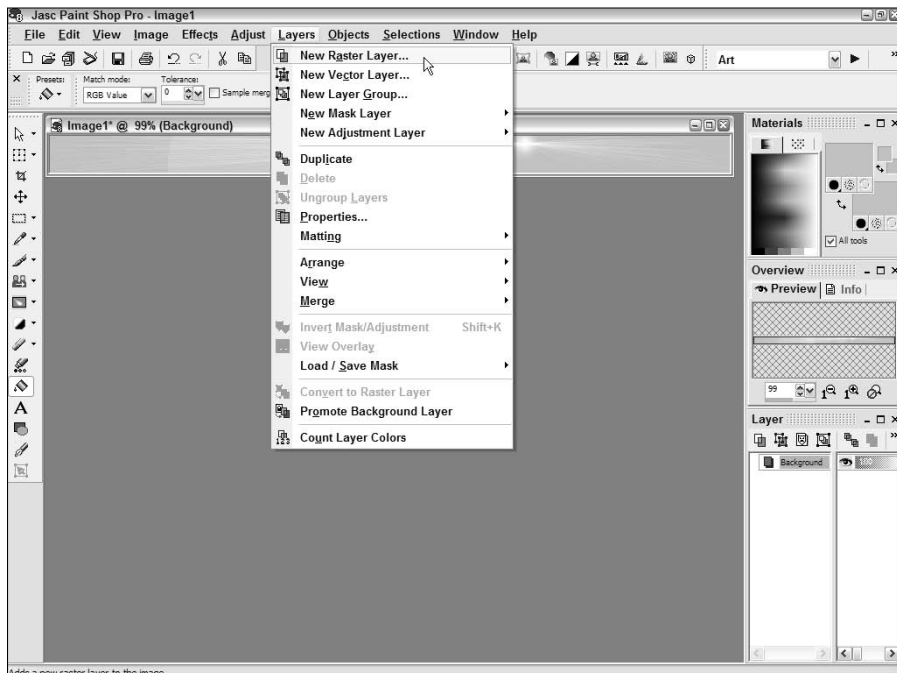 Jasc Paint Shop Pro - Image1
File Edit View Image Effects Adjust Layers Objects Selections Window Help
Art
Presets: Match mode: Tolerance:
RGB Value 0 Sample merg
Image1* @ 99% (Background)
New Raster Layer...
New Vector Layer...
New Layer Group...
New Mask Layer
New Adjustment Layer
Duplicate
Delete
Ungroup Layers
Properties...
Matting
Arrange
View
Merge
Invert Mask/Adjustment Shift+K
View Overlay
Load / Save Mask
Convert to Raster Layer
Promote Background Layer
Count Layer Colors
Materials
All tools
Overview
Preview Info
99
Layer
Background
Adds a new raster layer to the image